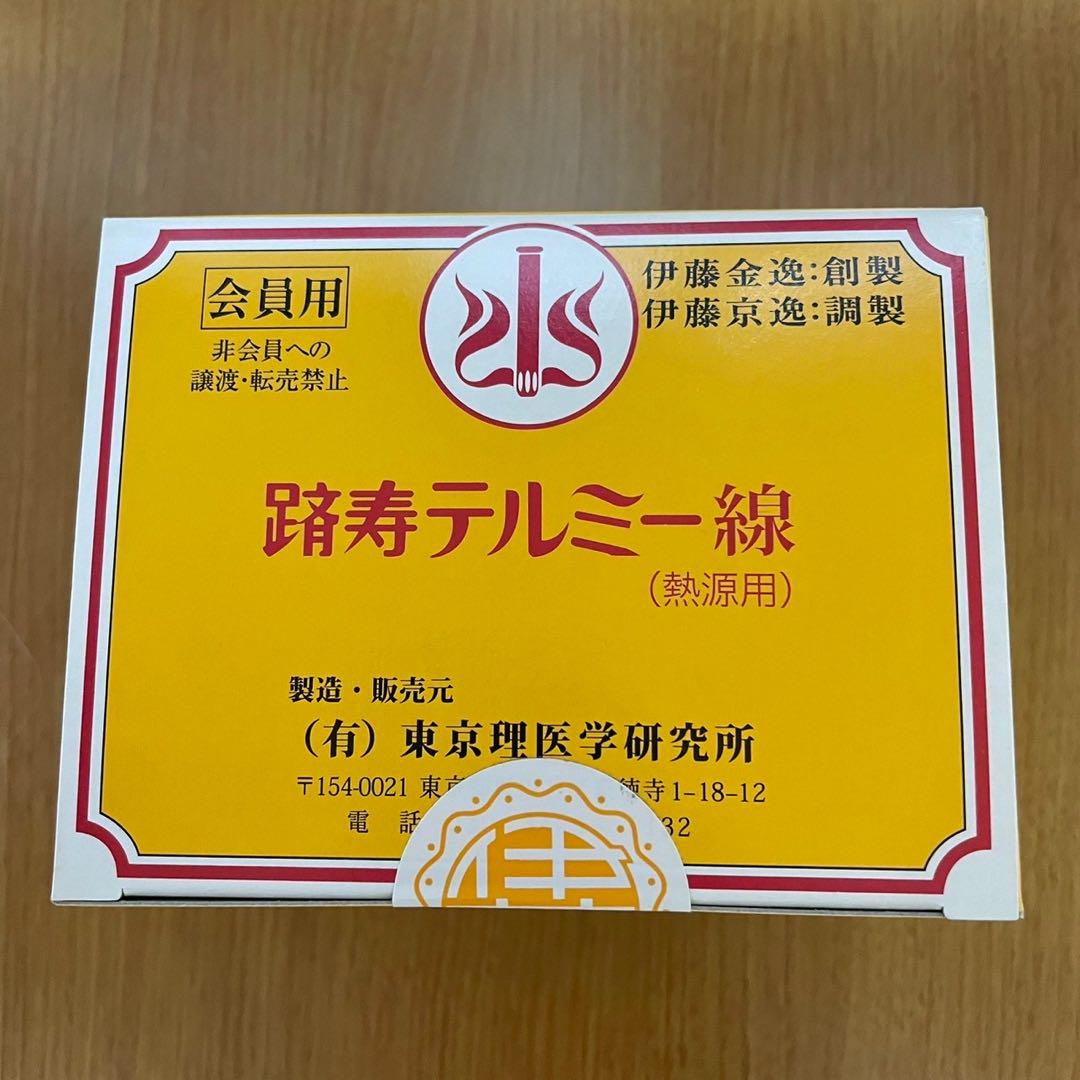 会員用
非会員への
譲渡・転売禁止
伊藤金逸:創製
伊藤京逸:調製
躋寿テルミー線
(熱源用)
製造・販売元
(有)東京理医学研究所
〒154-0021 東京 徳寺1-18-12
電話 32
伊